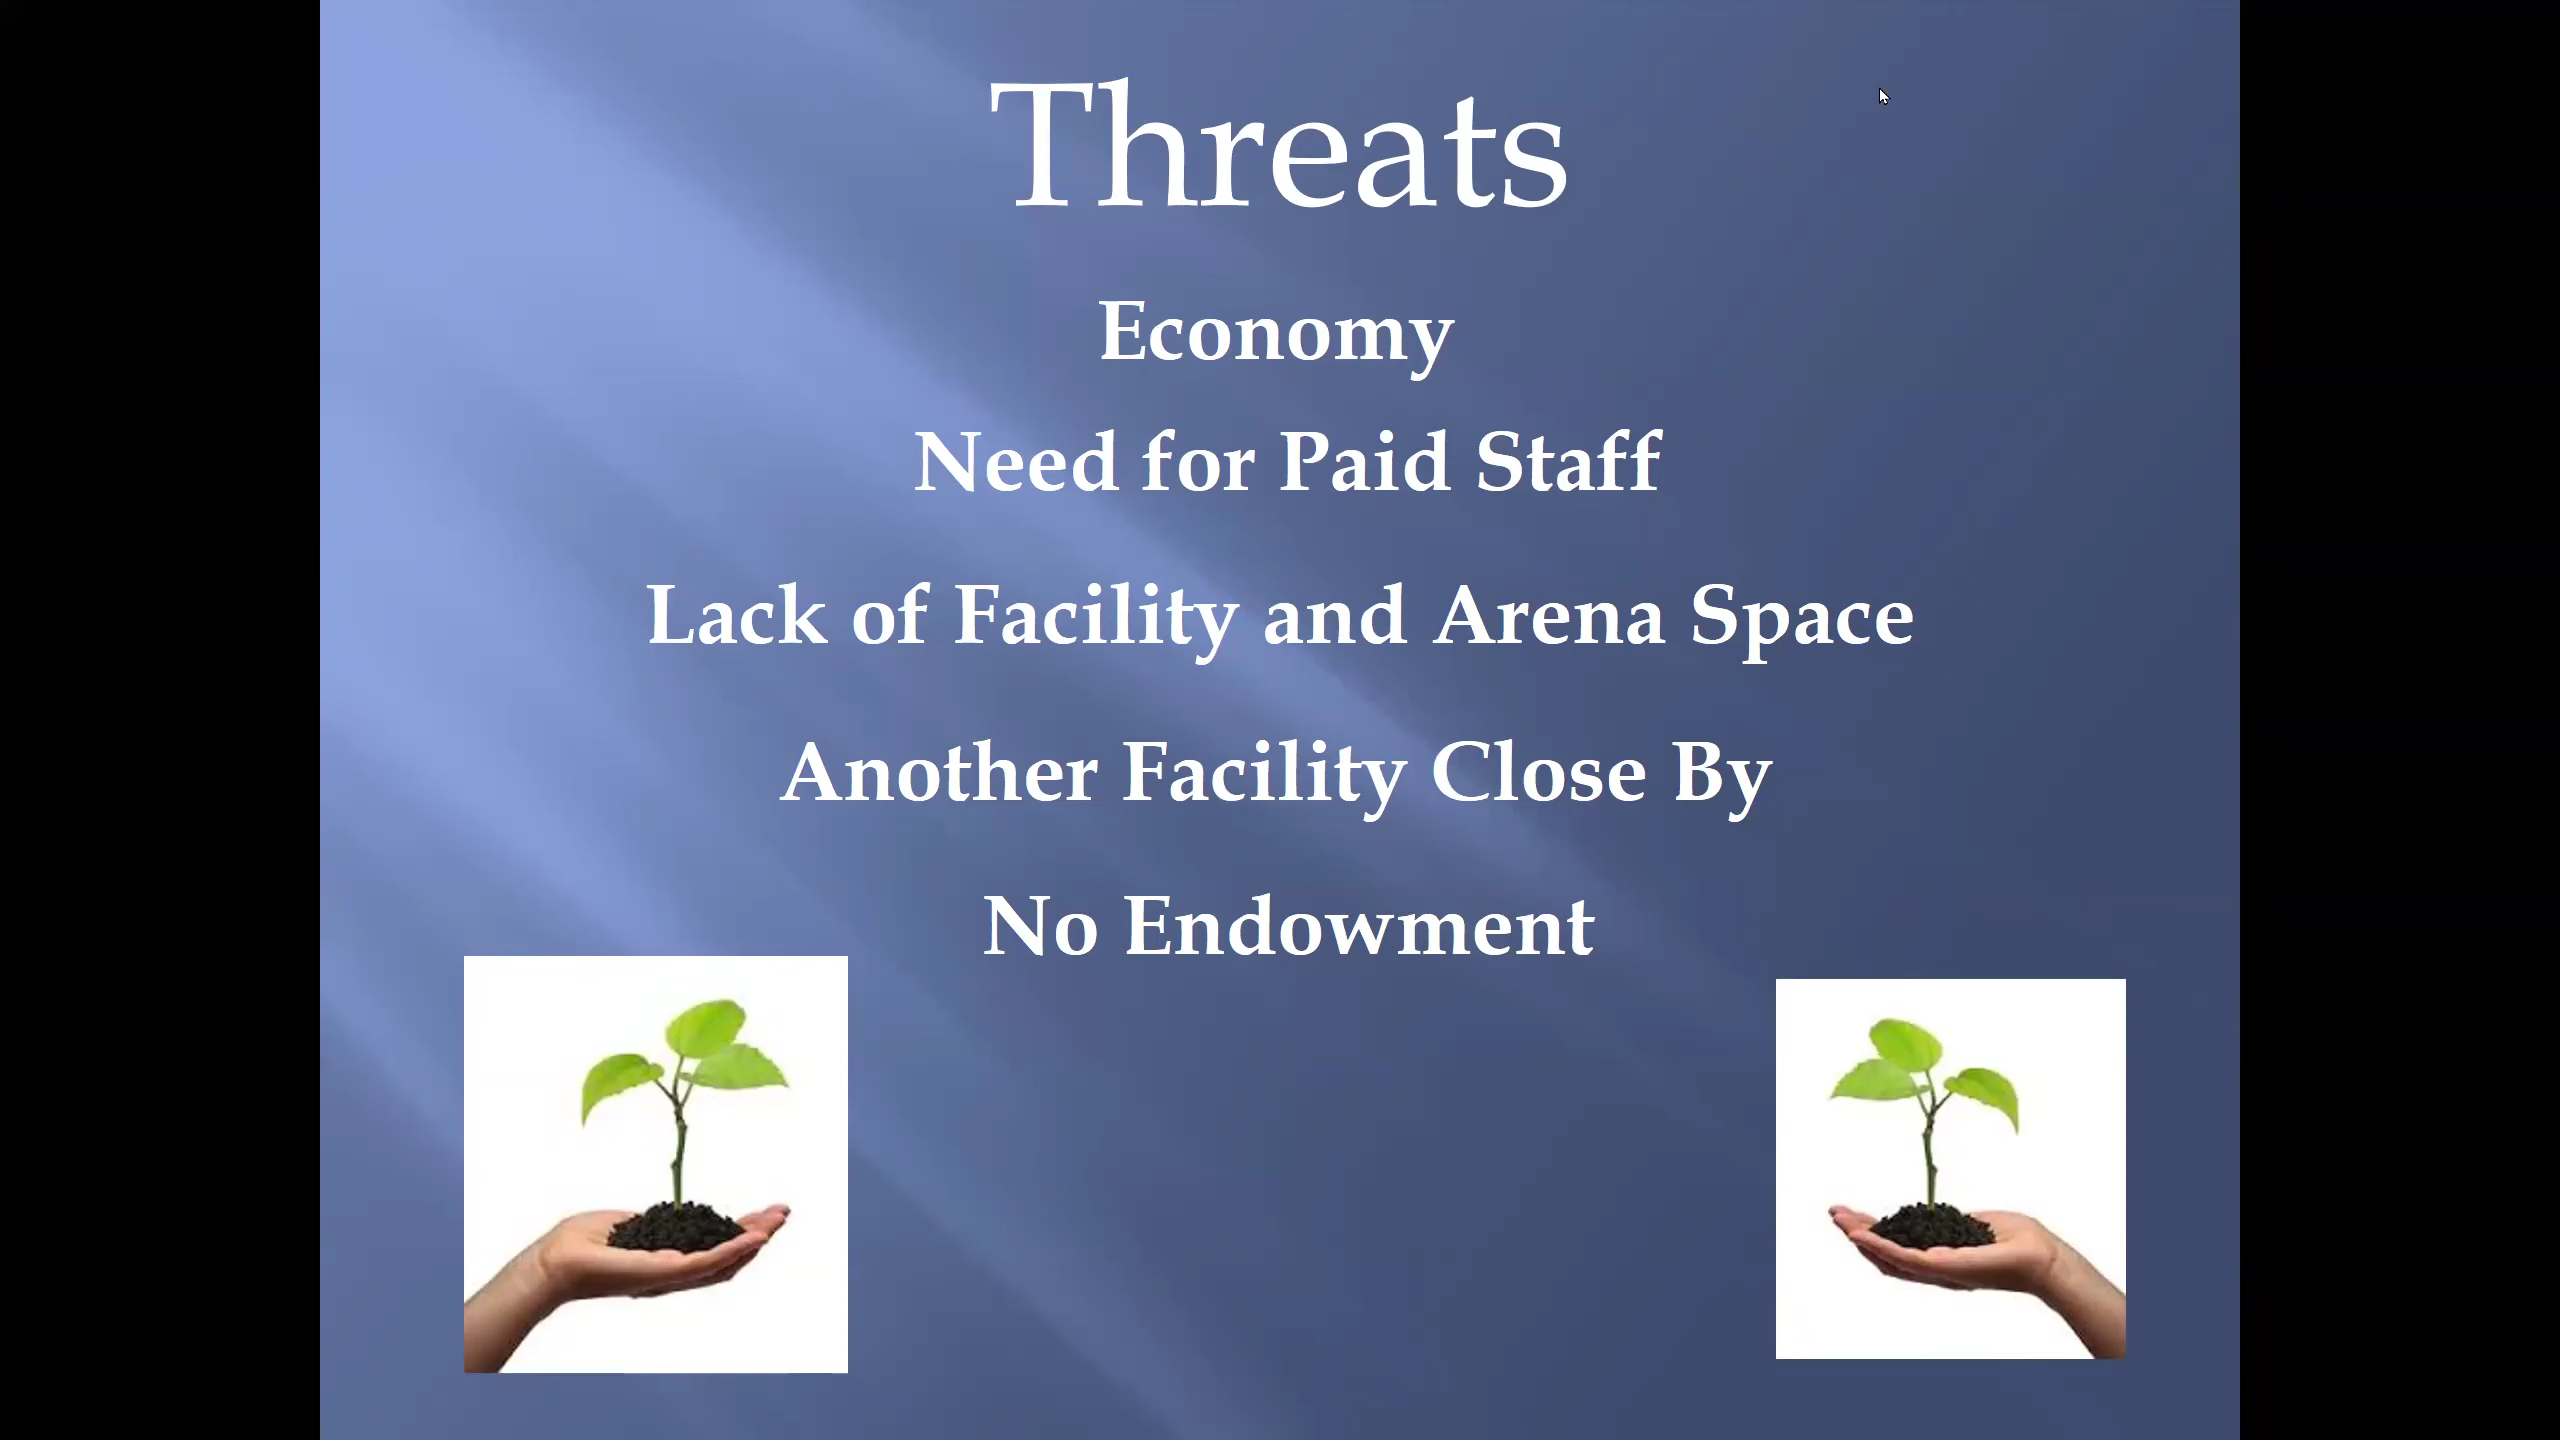 Threats
Economy
Need for Paid Staff
Lack of Facility and Arena Space
Another Facility Close By
No Endowment